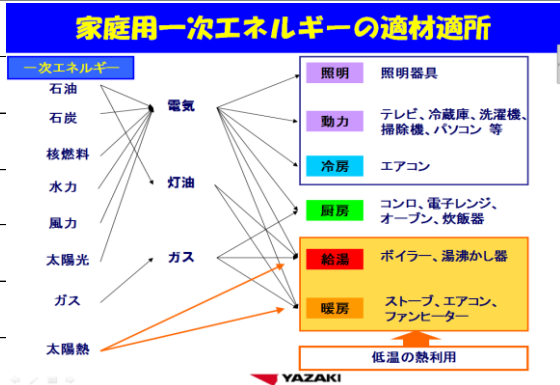 家庭用一次エネルギーの適材適所
一次エネルギー
石油
石炭
核燃料
水力
風力
太陽光
ガス
太陽熱
電気
灯油
ガス
照明 照明器具
動力 テレビ、冷蔵庫、洗濯機、
掃除機、パソコン 等
冷房 エアコン
厨房 コンロ、電子レンジ、
オーブン、炊飯器
給湯 ボイラー、湯沸かし器
暖房 ストーブ、エアコン、
ファンヒーター
低温の熱利用
YAZAKI